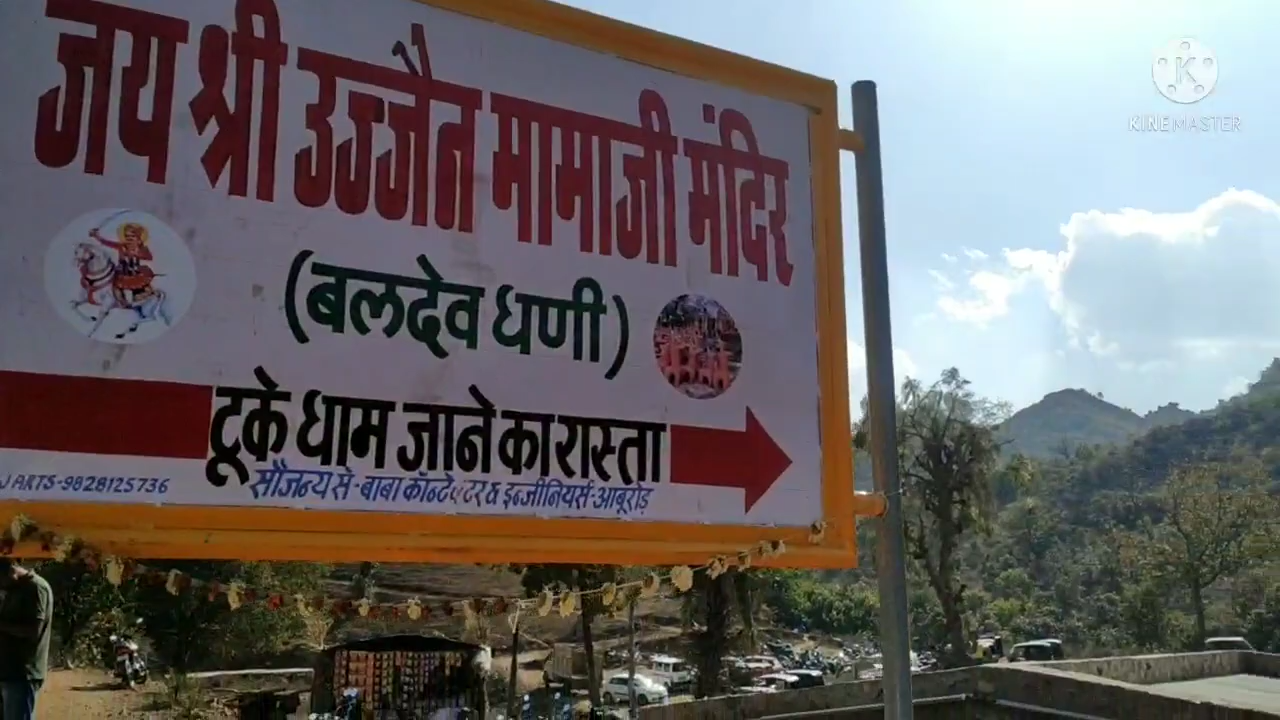 जय श्री उज्जैत मामाजी मंदिर
(बलदेव धणी)
टूके धाम जाने का रास्ता
J ARTS-9828125736
सौजन्य से - बाबा कॉन्टेक्टर & इन्जीनियर्स-आबूरोड़
KINEMASTER